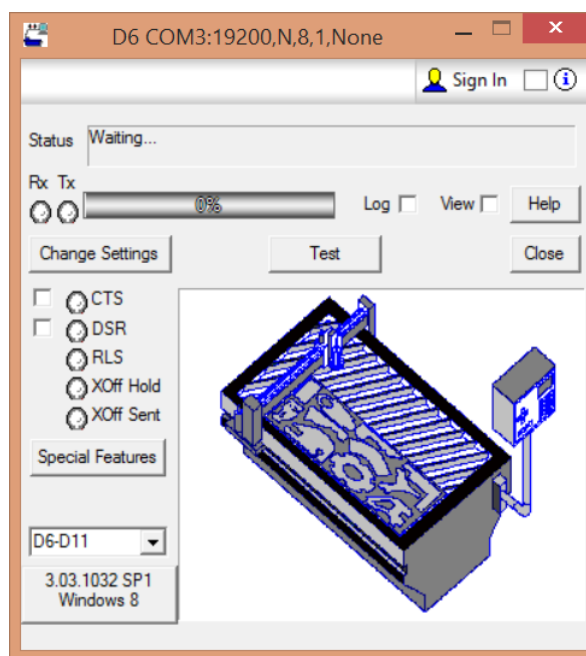 D6 COM3:19200,N,8,1,None
Sign In
Status Waiting...
Rx Tx
0% Log View Help
Change Settings Test Close
CTS
DSR
RLS
XOff Hold
XOff Sent
Special Features
D6-D11
3.03.1032 SP1
Windows 8